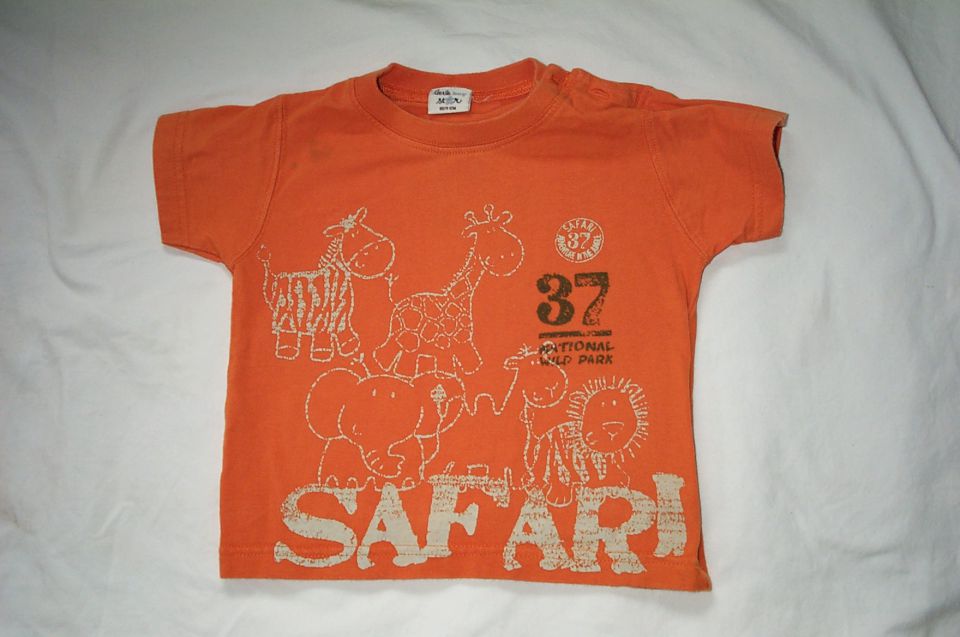 SAFARI
37
37
NATIONAL
WILD PARK
SAFARI